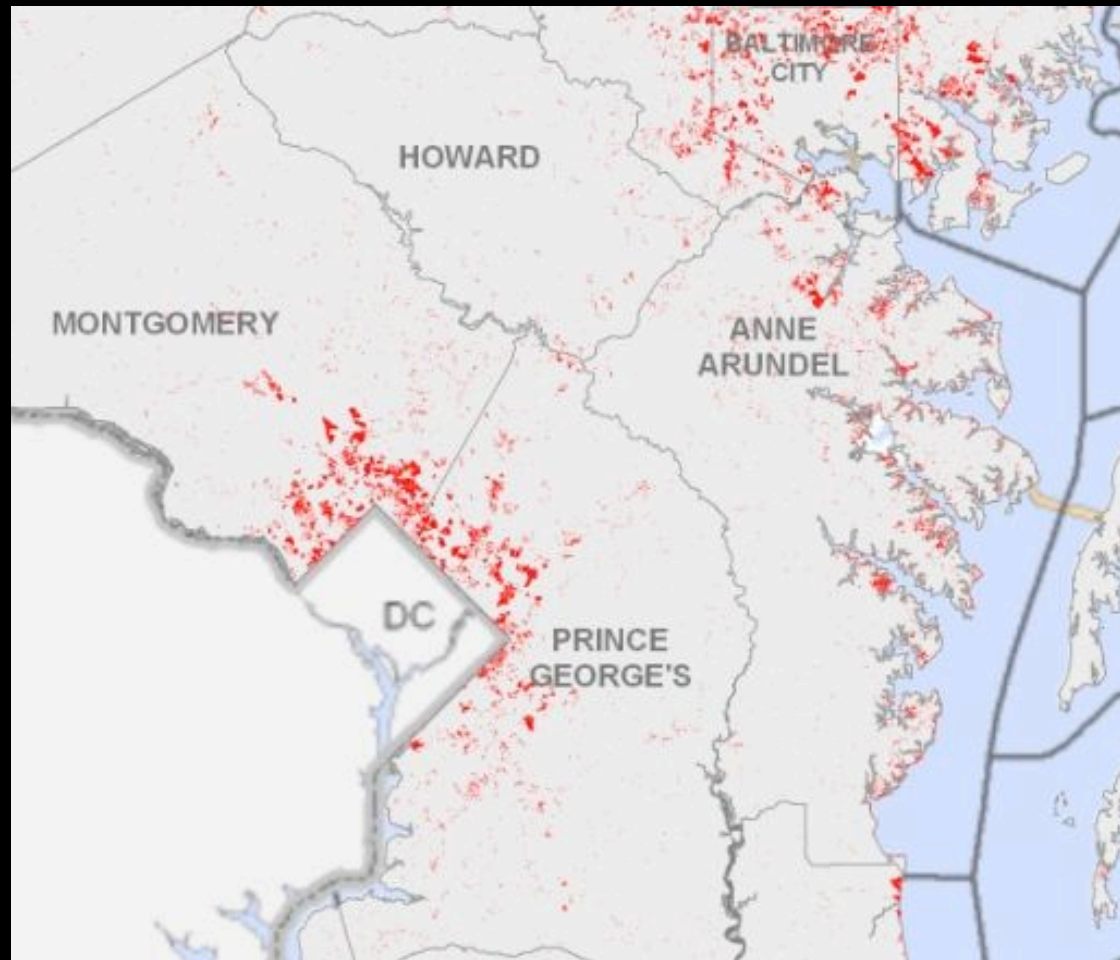 BALTIMORE
CITY
HOWARD
MONTGOMERY
ANNE
ARUNDEL
DC
PRINCE
GEORGE'S